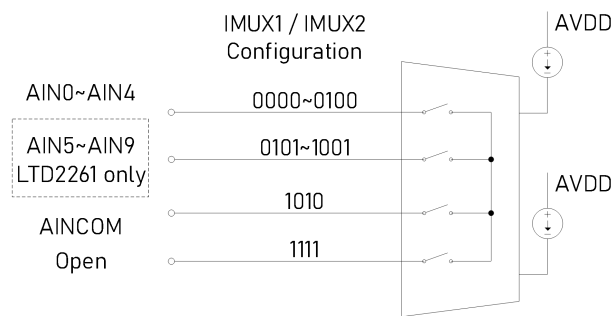 IMUX1 / IMUX2
Configuration
AVDD
AIN0~AIN4
0000~0100
AIN5~AIN9
LTD2261 only
0101~1001
AVDD
1010
AINCOM
Open
1111